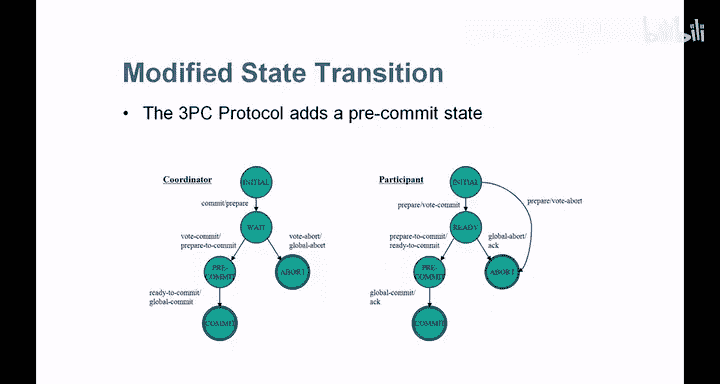 bilibili
Modified State Transition
• The 3PC Protocol adds a pre-commit state
Coordinator
INITIAL
commit/prepare
WAIT
vote-commit/
prepare-to-commit
vote-abort/
global-abort
PRE-
COMMIT
ABORT
ready-to-commit/
global-commit
COMMIT
Participant
INITIAL
prepare/vote-commit
prepare/vote-abort
READY
prepare-to-commit/
ready-to-commit
global-abort/
ack
PRE-
COMMIT
ABORT
global-commit/
ack
COMMIT